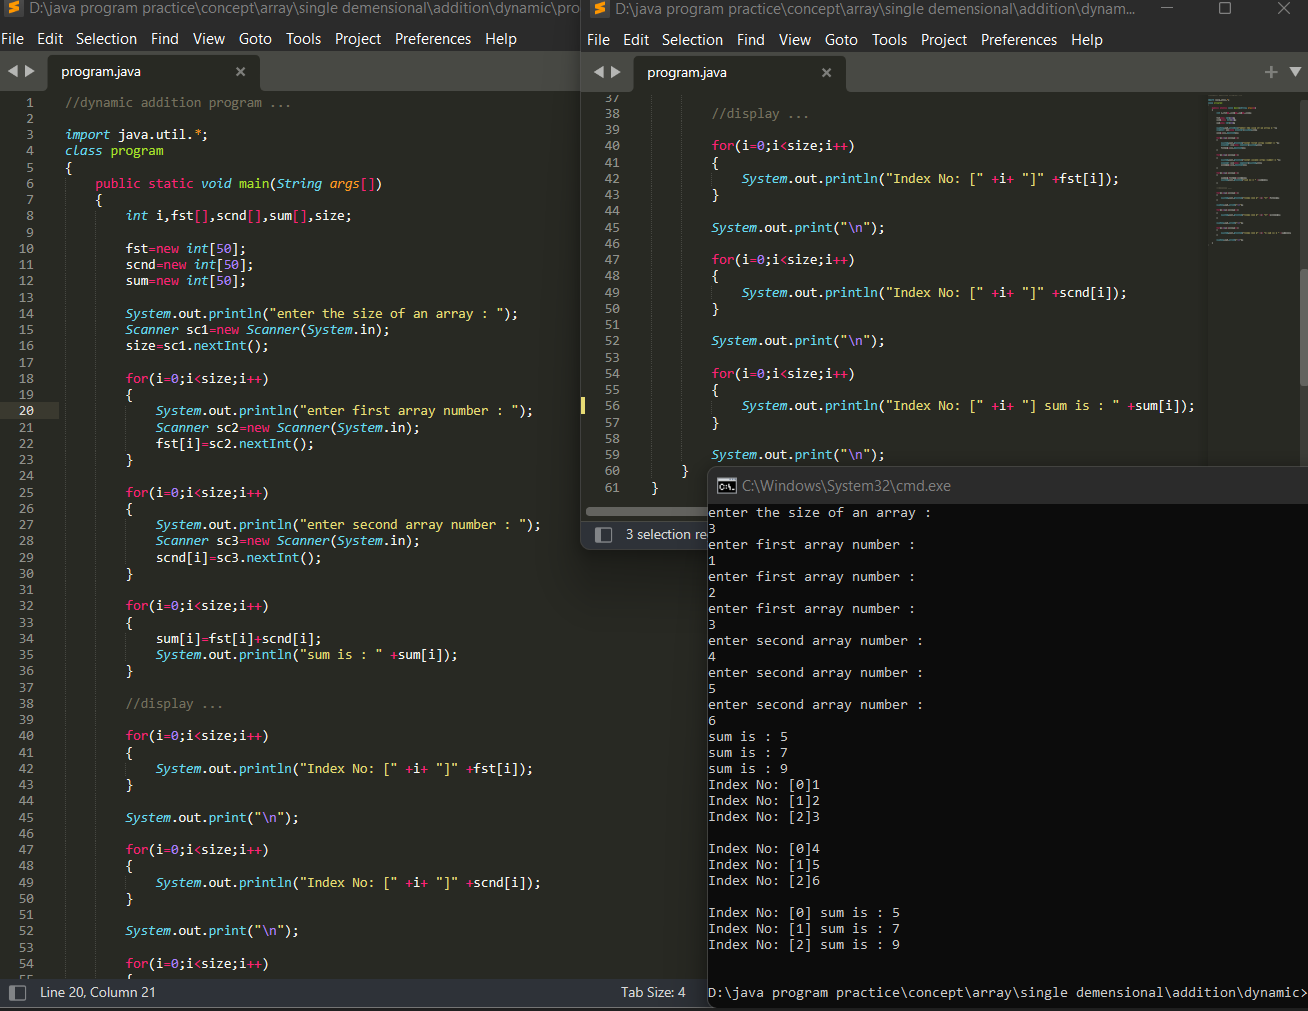 D:\java program practice\concept\array\single demensional\addition\dynamic\pro
File Edit Selection Find View Goto Tools Project Preferences Help
program.java
1 //dynamic addition program ...
2
3 import java.util.*;
4 class program
5 {
6 public static void main(String args[])
7 {
8 int i,fst[],scnd[],sum[],size;
9
10 fst=new int[50];
11 scnd=new int[50];
12 sum=new int[50];
13
14 System.out.println("enter the size of an array : ");
15 Scanner sc1=new Scanner(System.in);
16 size=sc1.nextInt();
17
18 for(i=0;i<size;i++)
19 {
20 System.out.println("enter first array number : ");
21 Scanner sc2=new Scanner(System.in);
22 fst[i]=sc2.nextInt();
23 }
24
25 for(i=0;i<size;i++)
26 {
27 System.out.println("enter second array number : ");
28 Scanner sc3=new Scanner(System.in);
29 scnd[i]=sc3.nextInt();
30 }
31
32 for(i=0;i<size;i++)
33 {
34 sum[i]=fst[i]+scnd[i];
35 System.out.println("sum is : " +sum[i]);
36 }
37
38 //display ...
39
40 for(i=0;i<size;i++)
41 {
42 System.out.println("Index No: [" +i+ "]" +fst[i]);
43 }
44
45 System.out.print("\n");
46
47 for(i=0;i<size;i++)
48 {
49 System.out.println("Index No: [" +i+ "]" +scnd[i]);
50 }
51
52 System.out.print("\n");
53
54 for(i=0;i<size;i++)
55 {
Line 20, Column 21 Tab Size: 4
D:\java program practice\concept\array\single demensional\addition\dynam...
File Edit Selection Find View Goto Tools Project Preferences Help
program.java
37
38 //display ...
39
40 for(i=0;i<size;i++)
41 {
42 System.out.println("Index No: [" +i+ "]" +fst[i]);
43 }
44
45 System.out.print("\n");
46
47 for(i=0;i<size;i++)
48 {
49 System.out.println("Index No: [" +i+ "]" +scnd[i]);
50 }
51
52 System.out.print("\n");
53
54 for(i=0;i<size;i++)
55 {
56 System.out.println("Index No: [" +i+ "] sum is : " +sum[i]);
57 }
58
59 System.out.print("\n");
60 }
61 }
3 selection re
C:\Windows\System32\cmd.exe
enter the size of an array :
3
enter first array number :
1
enter first array number :
2
enter first array number :
3
enter second array number :
4
enter second array number :
5
enter second array number :
6
sum is : 5
sum is : 7
sum is : 9
Index No: [0]1
Index No: [1]2
Index No: [2]3
Index No: [0]4
Index No: [1]5
Index No: [2]6
Index No: [0] sum is : 5
Index No: [1] sum is : 7
Index No: [2] sum is : 9
D:\java program practice\concept\array\single demensional\addition\dynamic>